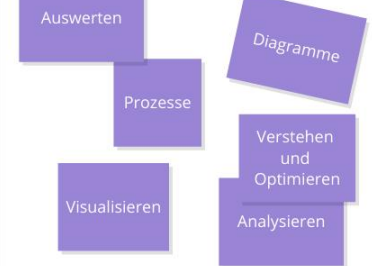 Auswerten
Diagramme
Prozesse
Verstehen
und
Optimieren
Visualisieren
Analysieren